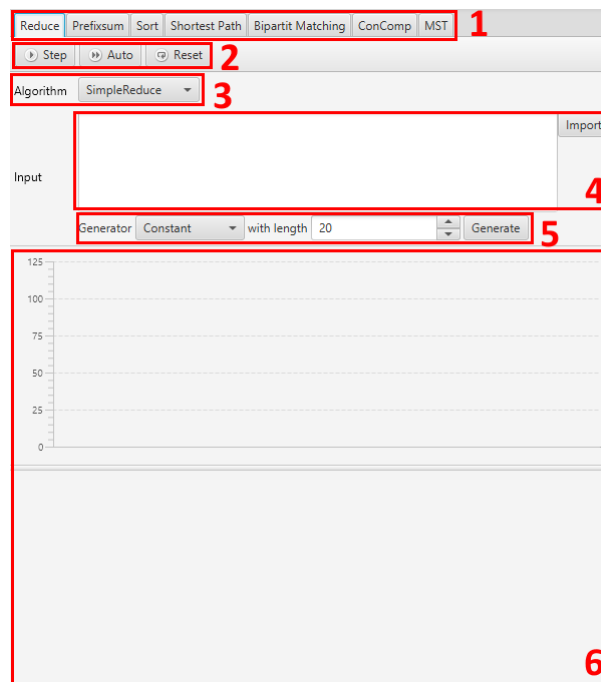 Reduce Prefixsum Sort Shortest Path Bipartit Matching ConComp MST 1
Step Auto Reset 2
Algorithm SimpleReduce 3
Import
Input
4
Generator Constant with length 20 Generate 5
125
100
75
50
25
0
6